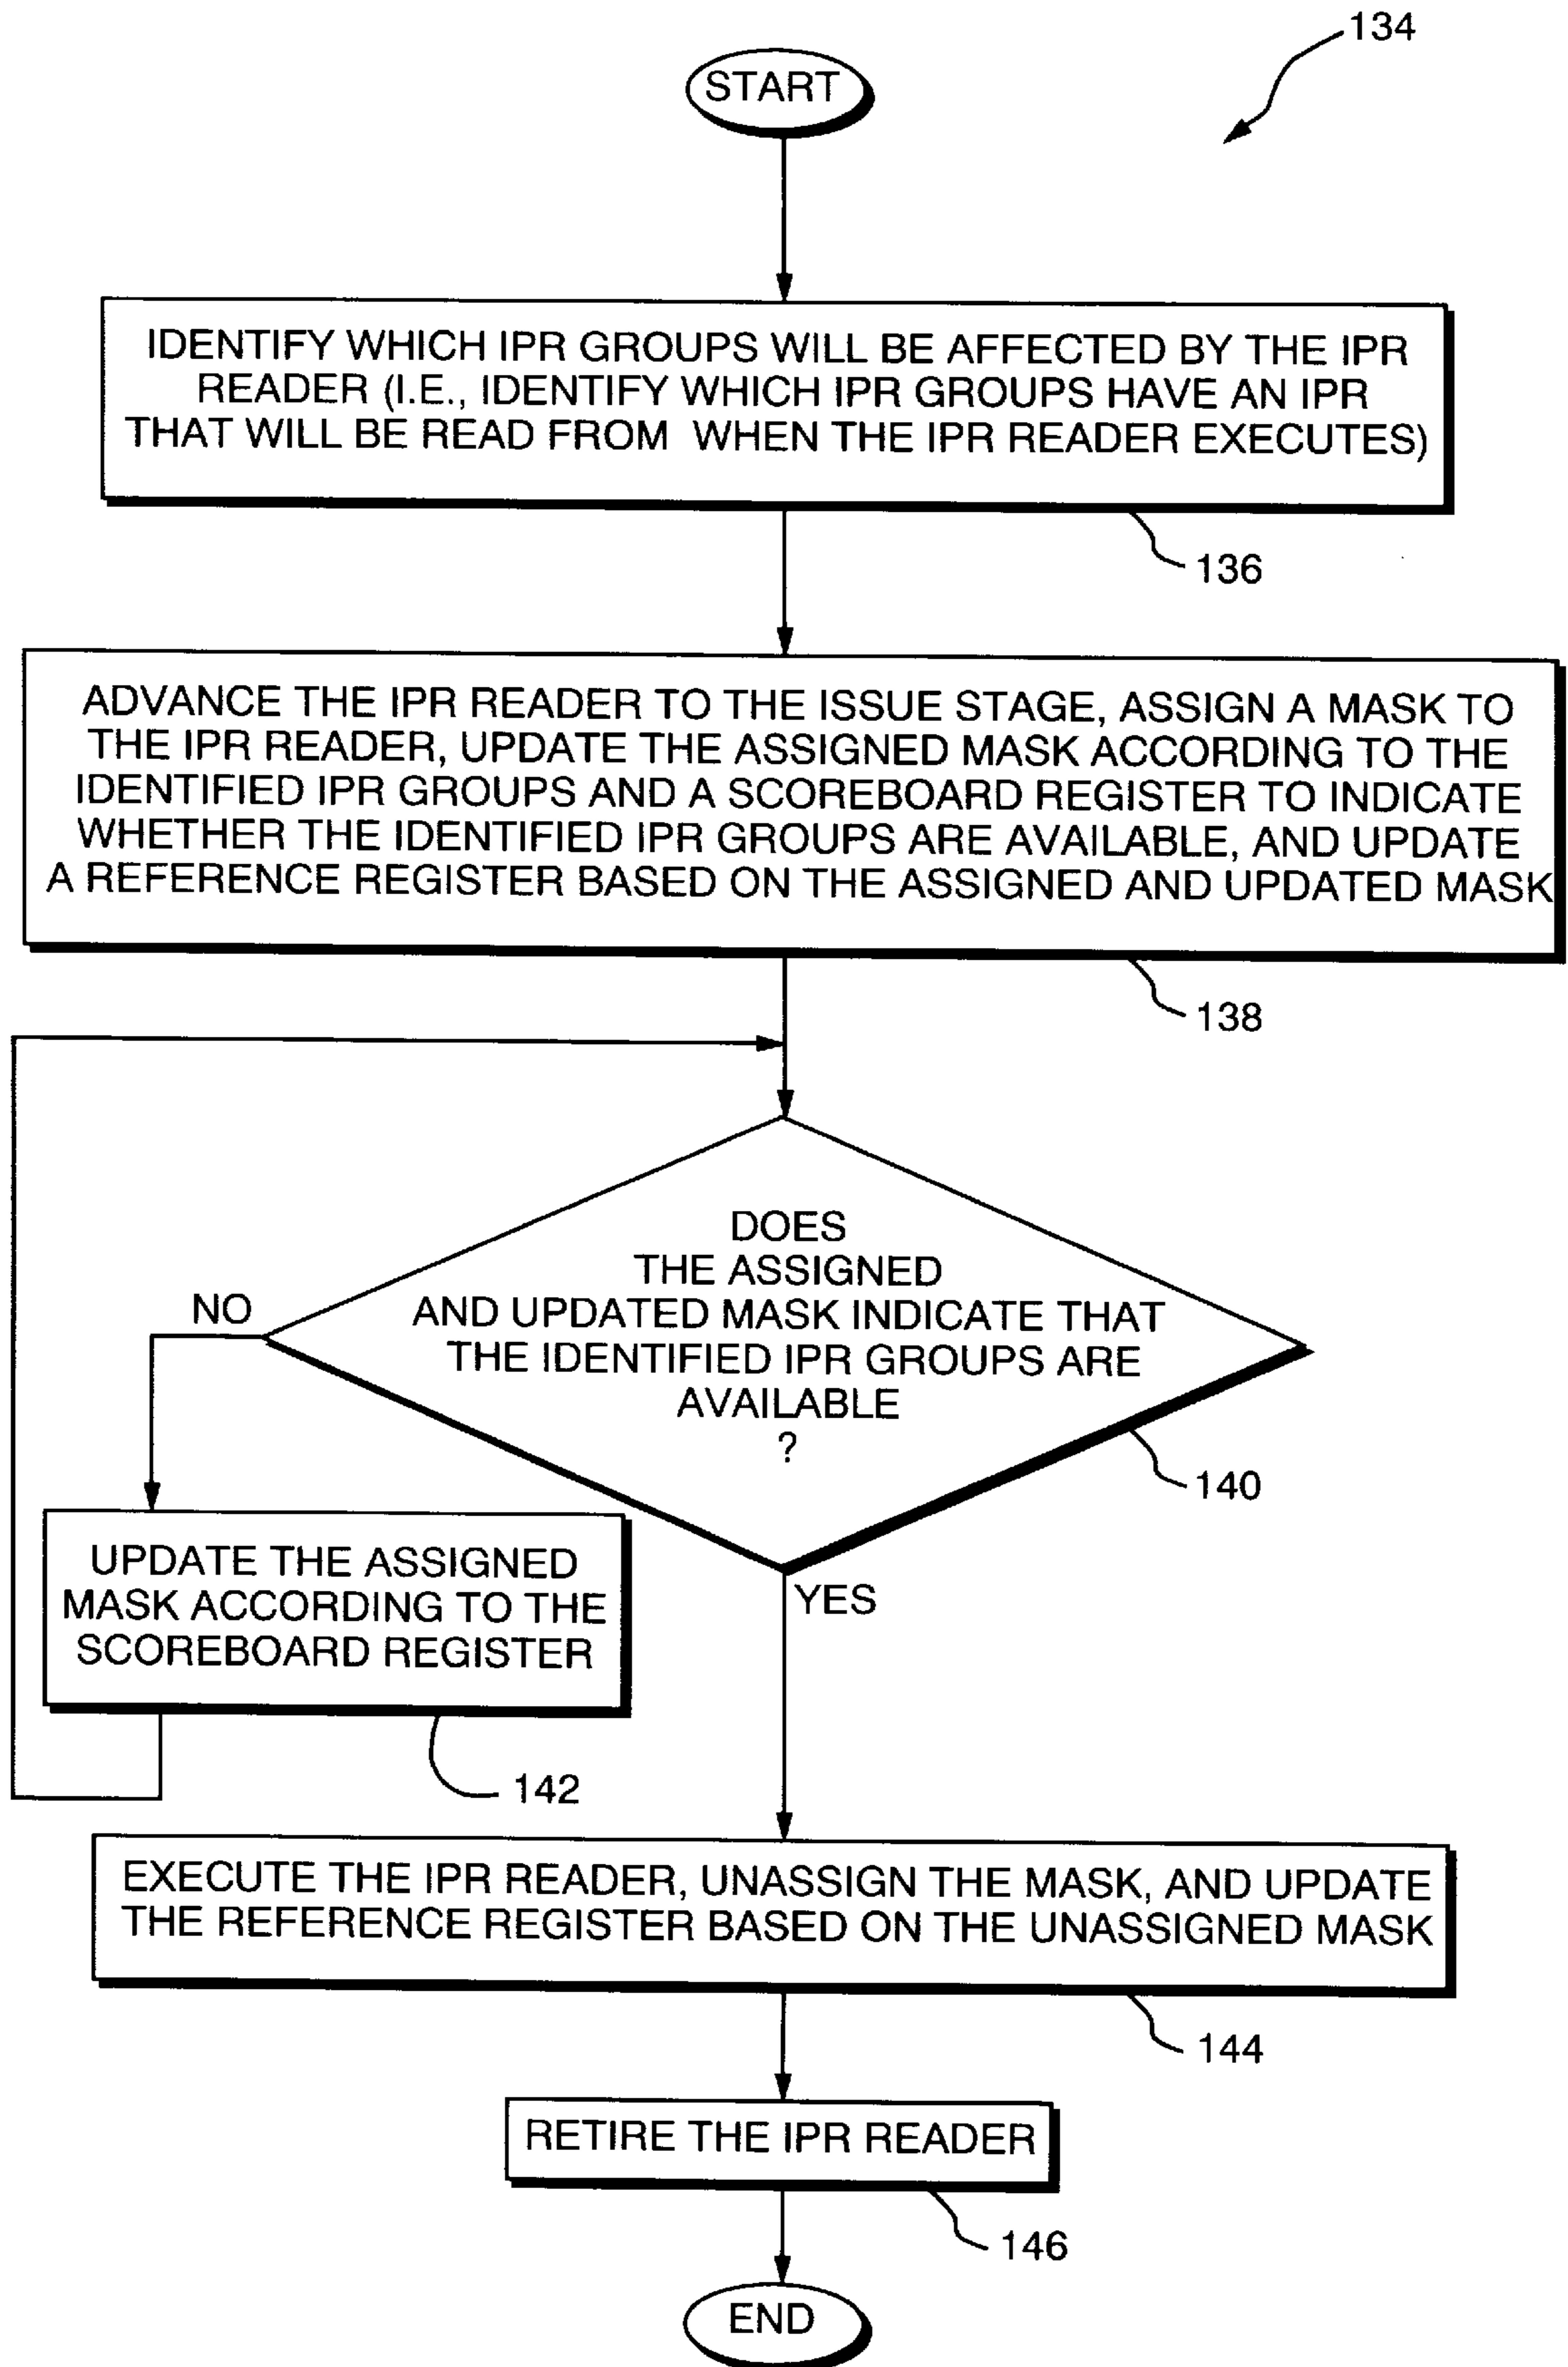 134
START
IDENTIFY WHICH IPR GROUPS WILL BE AFFECTED BY THE IPR
READER (I.E., IDENTIFY WHICH IPR GROUPS HAVE AN IPR
THAT WILL BE READ FROM WHEN THE IPR READER EXECUTES)
136
ADVANCE THE IPR READER TO THE ISSUE STAGE, ASSIGN A MASK TO
THE IPR READER, UPDATE THE ASSIGNED MASK ACCORDING TO THE
IDENTIFIED IPR GROUPS AND A SCOREBOARD REGISTER TO INDICATE
WHETHER THE IDENTIFIED IPR GROUPS ARE AVAILABLE, AND UPDATE
A REFERENCE REGISTER BASED ON THE ASSIGNED AND UPDATED MASK
138
DOES
THE ASSIGNED
AND UPDATED MASK INDICATE THAT
THE IDENTIFIED IPR GROUPS ARE
AVAILABLE
?
NO
140
YES
UPDATE THE ASSIGNED
MASK ACCORDING TO THE
SCOREBOARD REGISTER
142
EXECUTE THE IPR READER, UNASSIGN THE MASK, AND UPDATE
THE REFERENCE REGISTER BASED ON THE UNASSIGNED MASK
144
RETIRE THE IPR READER
146
END